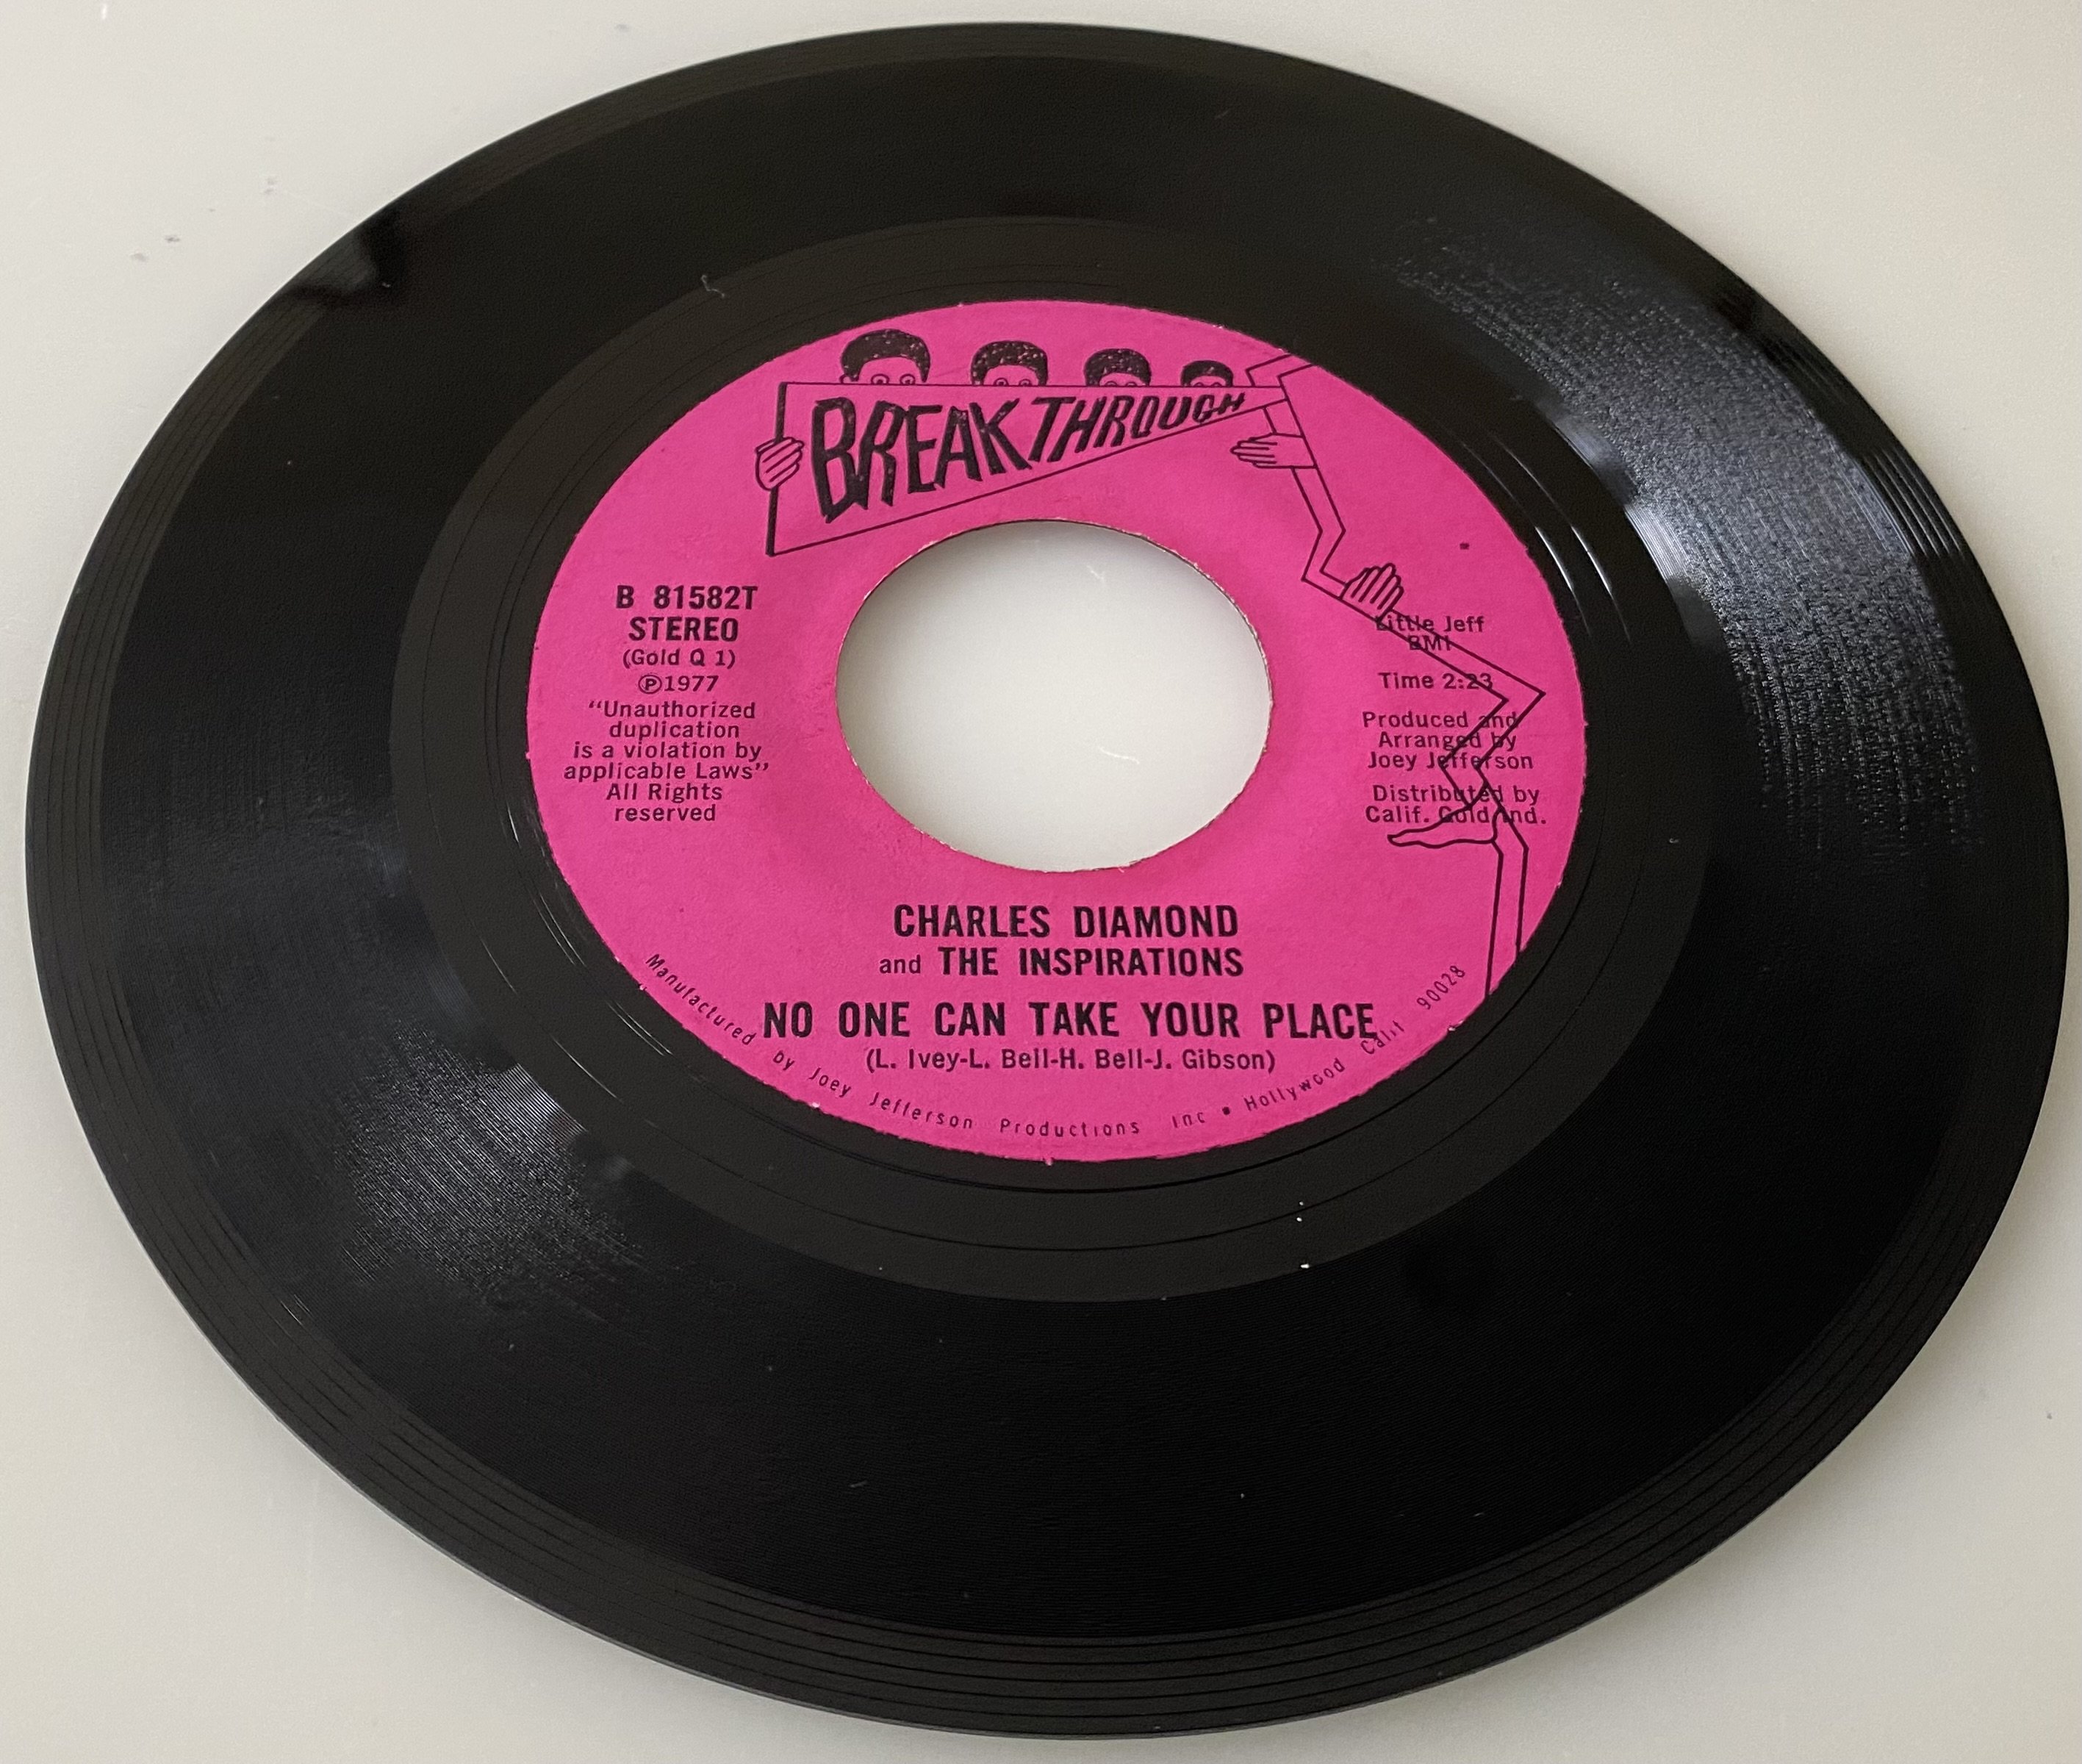 BREAKTHROUGH
B 81582T
STEREO
(Gold Q 1)
Ⓟ1977
“Unauthorized
duplication
is a violation by
applicable Laws”
All Rights
reserved
Little Jeff
BMI
Time 2:23
Produced and
Arranged by
Joey Jefferson
Distributed by
Calif. Gold Ind.
CHARLES DIAMOND
and THE INSPIRATIONS
NO ONE CAN TAKE YOUR PLACE
(L. Ivey-L. Bell-H. Bell-J. Gibson)
Manufactured by Joey Jefferson Productions Inc • Hollywood Calif 90028